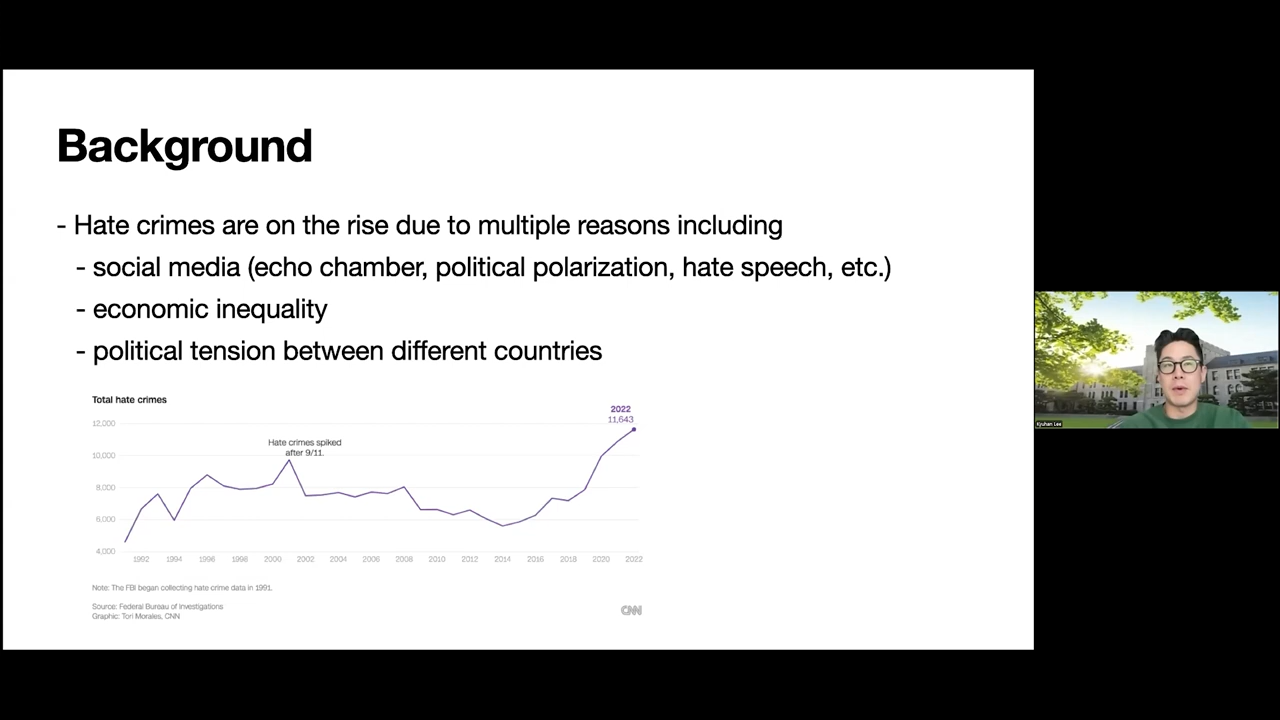 Background
- Hate crimes are on the rise due to multiple reasons including
- social media (echo chamber, political polarization, hate speech, etc.)
- economic inequality
- political tension between different countries
Total hate crimes
2022
11,643
12,000
Hate crimes spiked
after 9/11.
10,000
8,000
6,000
4,000
1992 1994 1996 1998 2000 2002 2004 2006 2008 2010 2012 2014 2016 2018 2020 2022
Note: The FBI began collecting hate crime data in 1991.
Source: Federal Bureau of Investigations
Graphic: Tori Morales, CNN
CNN
Kyuhan Lee